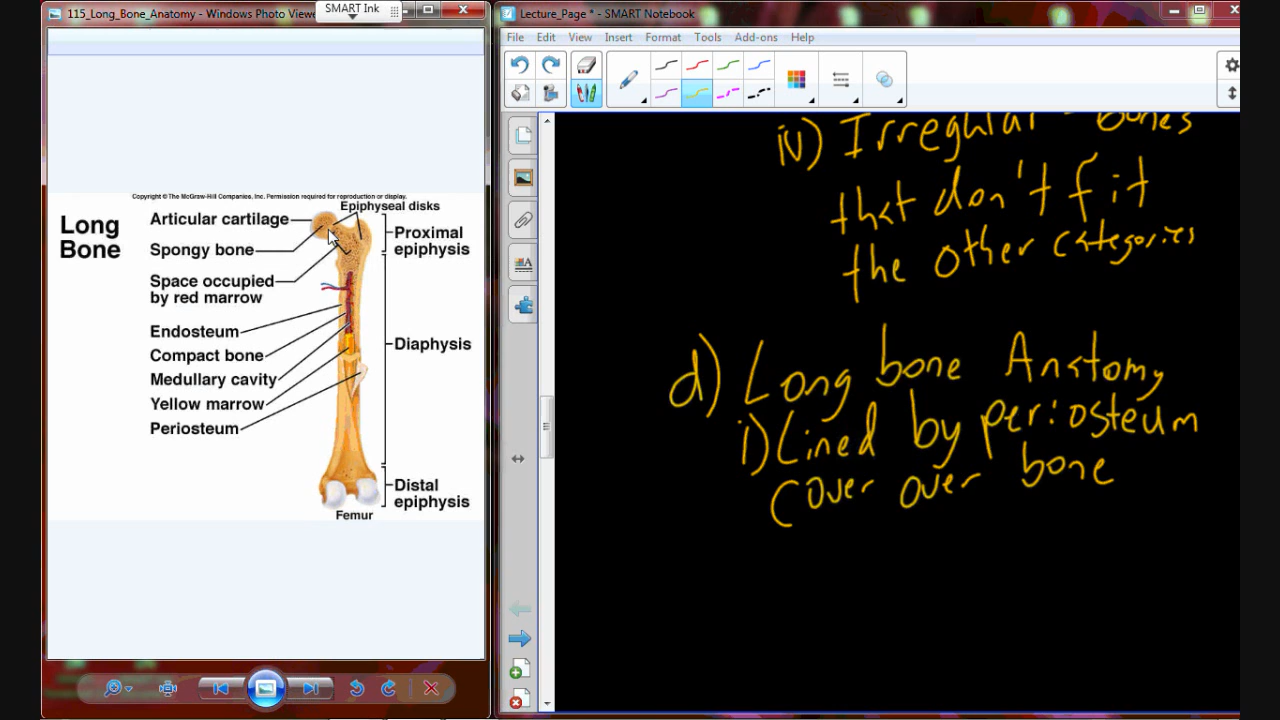 115_Long_Bone_Anatomy - Windows Photo Viewe
SMART Ink
Copyright © The McGraw-Hill Companies, Inc. Permission required for reproduction or display.
Long
Bone
Articular cartilage
Epiphyseal disks
Spongy bone
Proximal
epiphysis
Space occupied
by red marrow
Endosteum
Diaphysis
Compact bone
Medullary cavity
Yellow marrow
Periosteum
Distal
epiphysis
Femur
Lecture_Page * - SMART Notebook
File Edit View Insert Format Tools Add-ons Help
iv) Irregular - bones
that don't fit
the other categories
d) Long bone Anatomy
i) Lined by periosteum
cover over bone